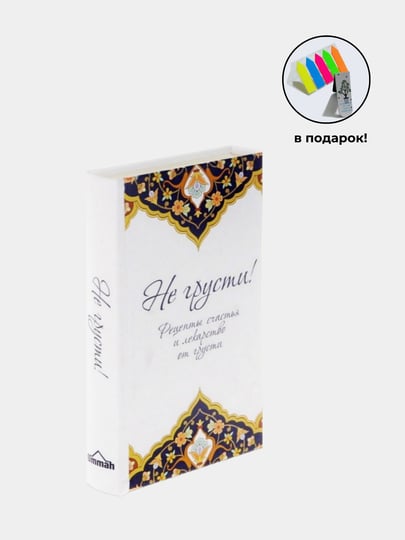 в подарок!
Не грусти!
Рецепты счастья
и лекарство
от грусти
Не грусти!
ummah